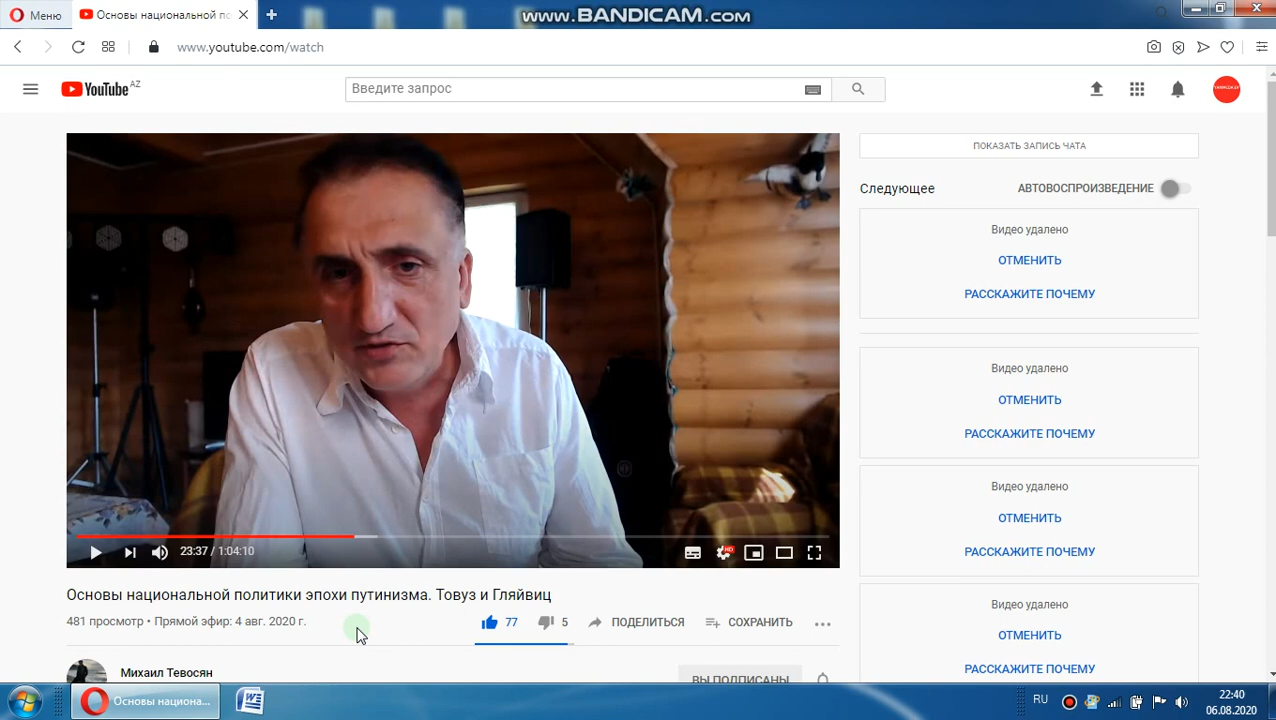 Меню
Основы национальной по
www.BANDICAM.com
www.youtube.com/watch
YouTube AZ
Введите запрос
ПОКАЗАТЬ ЗАПИСЬ ЧАТА
Следующее
АВТОВОСПРОИЗВЕДЕНИЕ
Видео удалено
ОТМЕНИТЬ
РАССКАЖИТЕ ПОЧЕМУ
Видео удалено
ОТМЕНИТЬ
РАССКАЖИТЕ ПОЧЕМУ
Видео удалено
ОТМЕНИТЬ
РАССКАЖИТЕ ПОЧЕМУ
Видео удалено
ОТМЕНИТЬ
РАССКАЖИТЕ ПОЧЕМУ
23:37 / 1:04:10
HD
Основы национальной политики эпохи путинизма. Товуз и Гляйвиц
481 просмотр • Прямой эфир: 4 авг. 2020 г.
77
5
ПОДЕЛИТЬСЯ
СОХРАНИТЬ
Михаил Тевосян
ВЫ ПОДПИСАНЫ
Основы национа...
RU
22:40
06.08.2020